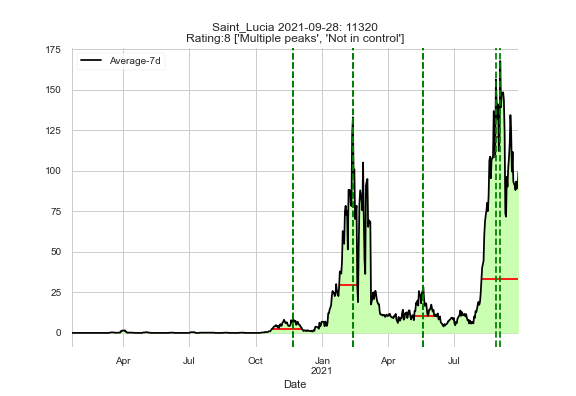 Saint_Lucia 2021-09-28: 11320
Rating:8 ['Multiple peaks', 'Not in control']
Average-7d
175
150
125
100
75
50
25
0
Apr Jul Oct Jan Apr Jul
2021
Date